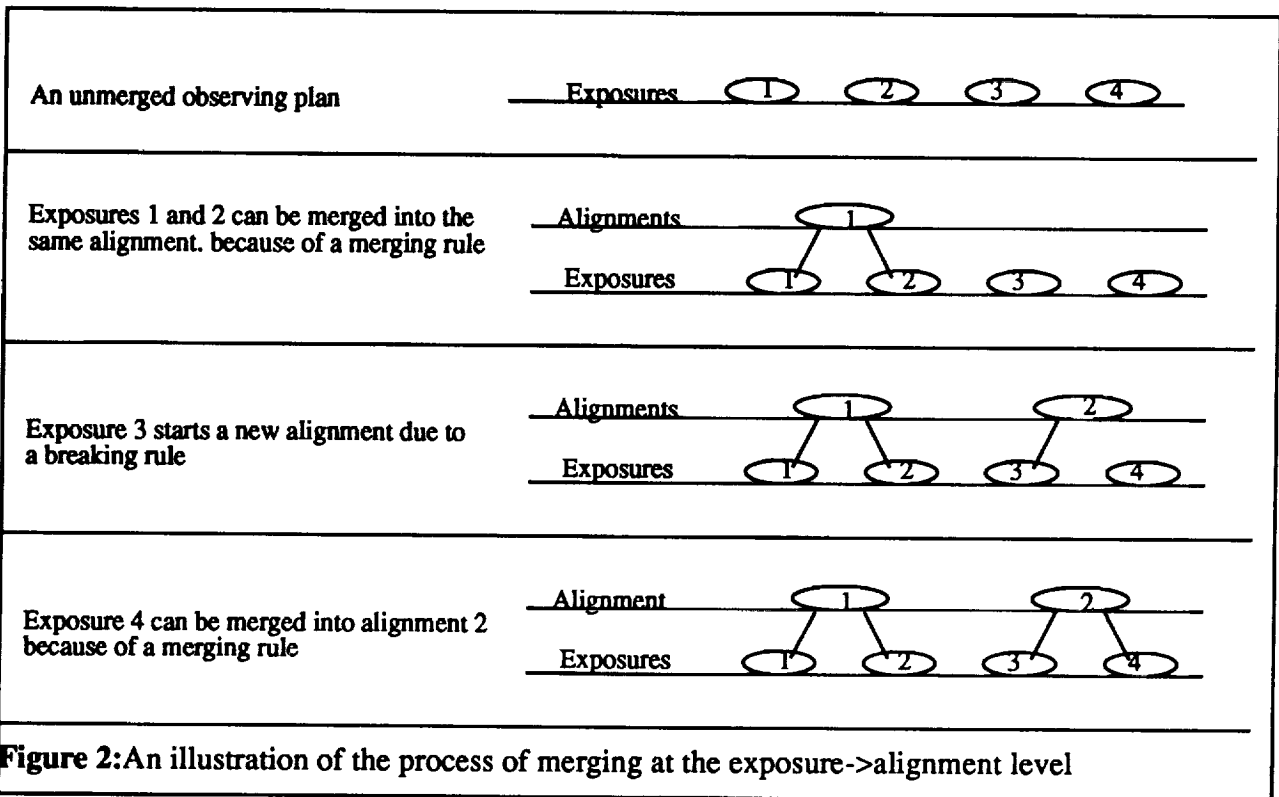 An unmerged observing plan
Exposures 1 2 3 4
Exposures 1 and 2 can be merged into the
same alignment. because of a merging rule
Alignments 1
Exposures 1 2 3 4
Exposure 3 starts a new alignment due to
a breaking rule
Alignments 1 2
Exposures 1 2 3 4
Exposure 4 can be merged into alignment 2
because of a merging rule
Alignment 1 2
Exposures 1 2 3 4
Figure 2:An illustration of the process of merging at the exposure->alignment level